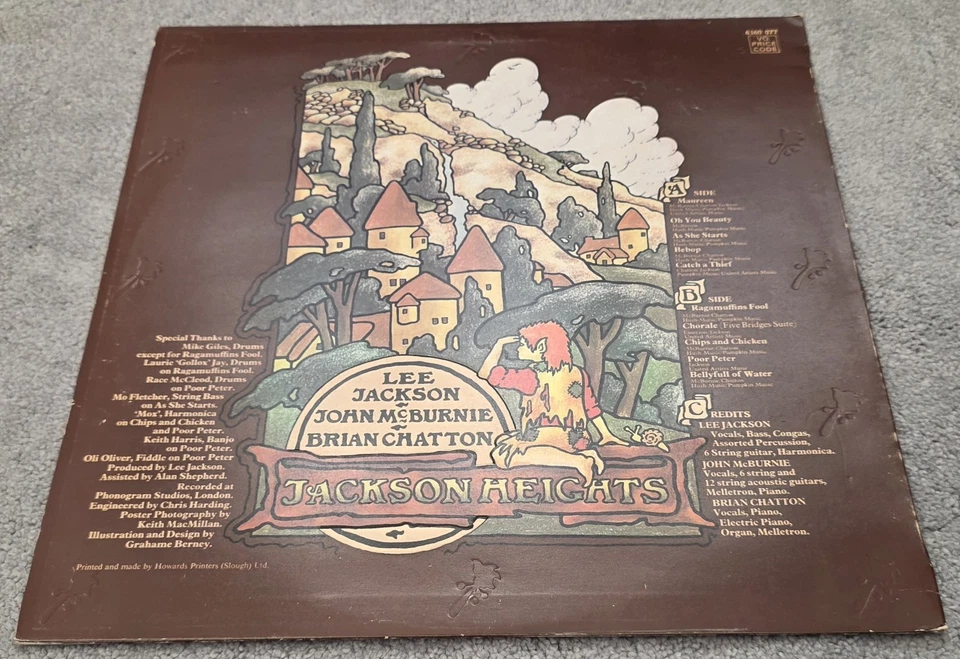 6360 077
VO
PRICE
CODE
A SIDE
Maureen
United Artists Music
Oh You Beauty
As She Starts
Bebop
Catch a Thief
B SIDE
Ragamuffins Fool
Chorale (Five Bridges Suite)
Chips and Chicken
Poor Peter
United Artists Music
Bellyfull of Water
CREDITS
LEE JACKSON
Vocals, Bass, Congas,
Assorted Percussion,
6 String guitar, Harmonica.
JOHN McBURNIE
Vocals, 6 string and
12 string acoustic guitars,
Melletron, Piano.
BRIAN CHATTON
Vocals, Piano,
Electric Piano,
Organ, Melletron.
Special Thanks to
Mike Giles, Drums
except for Ragamuffins Fool.
Laurie 'Gollox' Jay, Drums
on Ragamuffins Fool.
Race McCleod, Drums
on Poor Peter.
Mo Fletcher, String Bass
on As She Starts.
'Mox', Harmonica
on Chips and Chicken
and Poor Peter.
Keith Harris, Banjo
on Poor Peter.
Oli Oliver, Fiddle on Poor Peter
Produced by Lee Jackson.
Assisted by Alan Shepherd.
Recorded at
Phonogram Studios, London.
Engineered by Chris Harding.
Poster Photography by
Keith MacMillan.
Illustration and Design by
Grahame Berney.
LEE
JACKSON
JOHN McBURNIE
BRIAN CHATTON
JACKSON HEIGHTS
Printed and made by Howards Printers (Slough) Ltd.